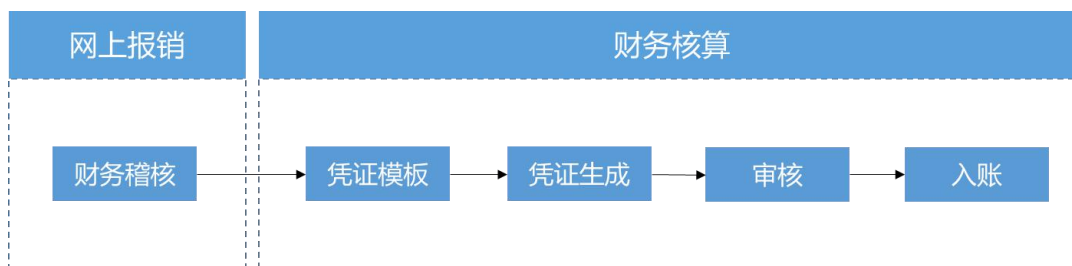 网上报销
财务核算
财务稽核
凭证模板
凭证生成
审核
入账